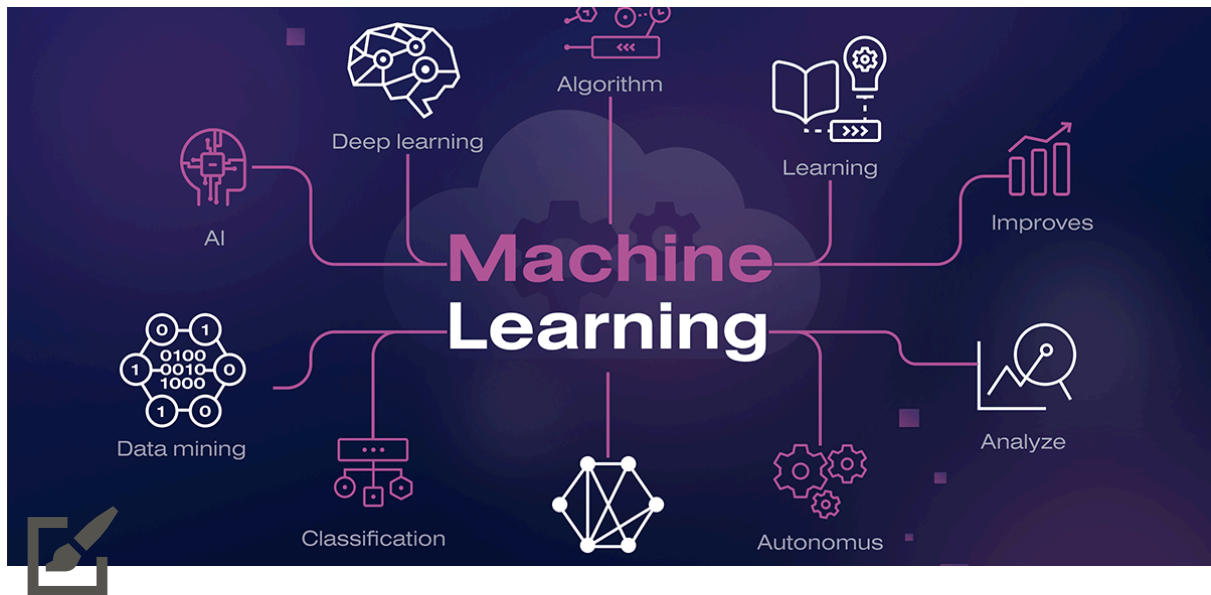 Algorithm
Deep learning
Learning
AI
Improves
Machine
Learning
0 1
0100
1 0010 0
1000
1 0
Data mining
Analyze
Classification
Autonomus